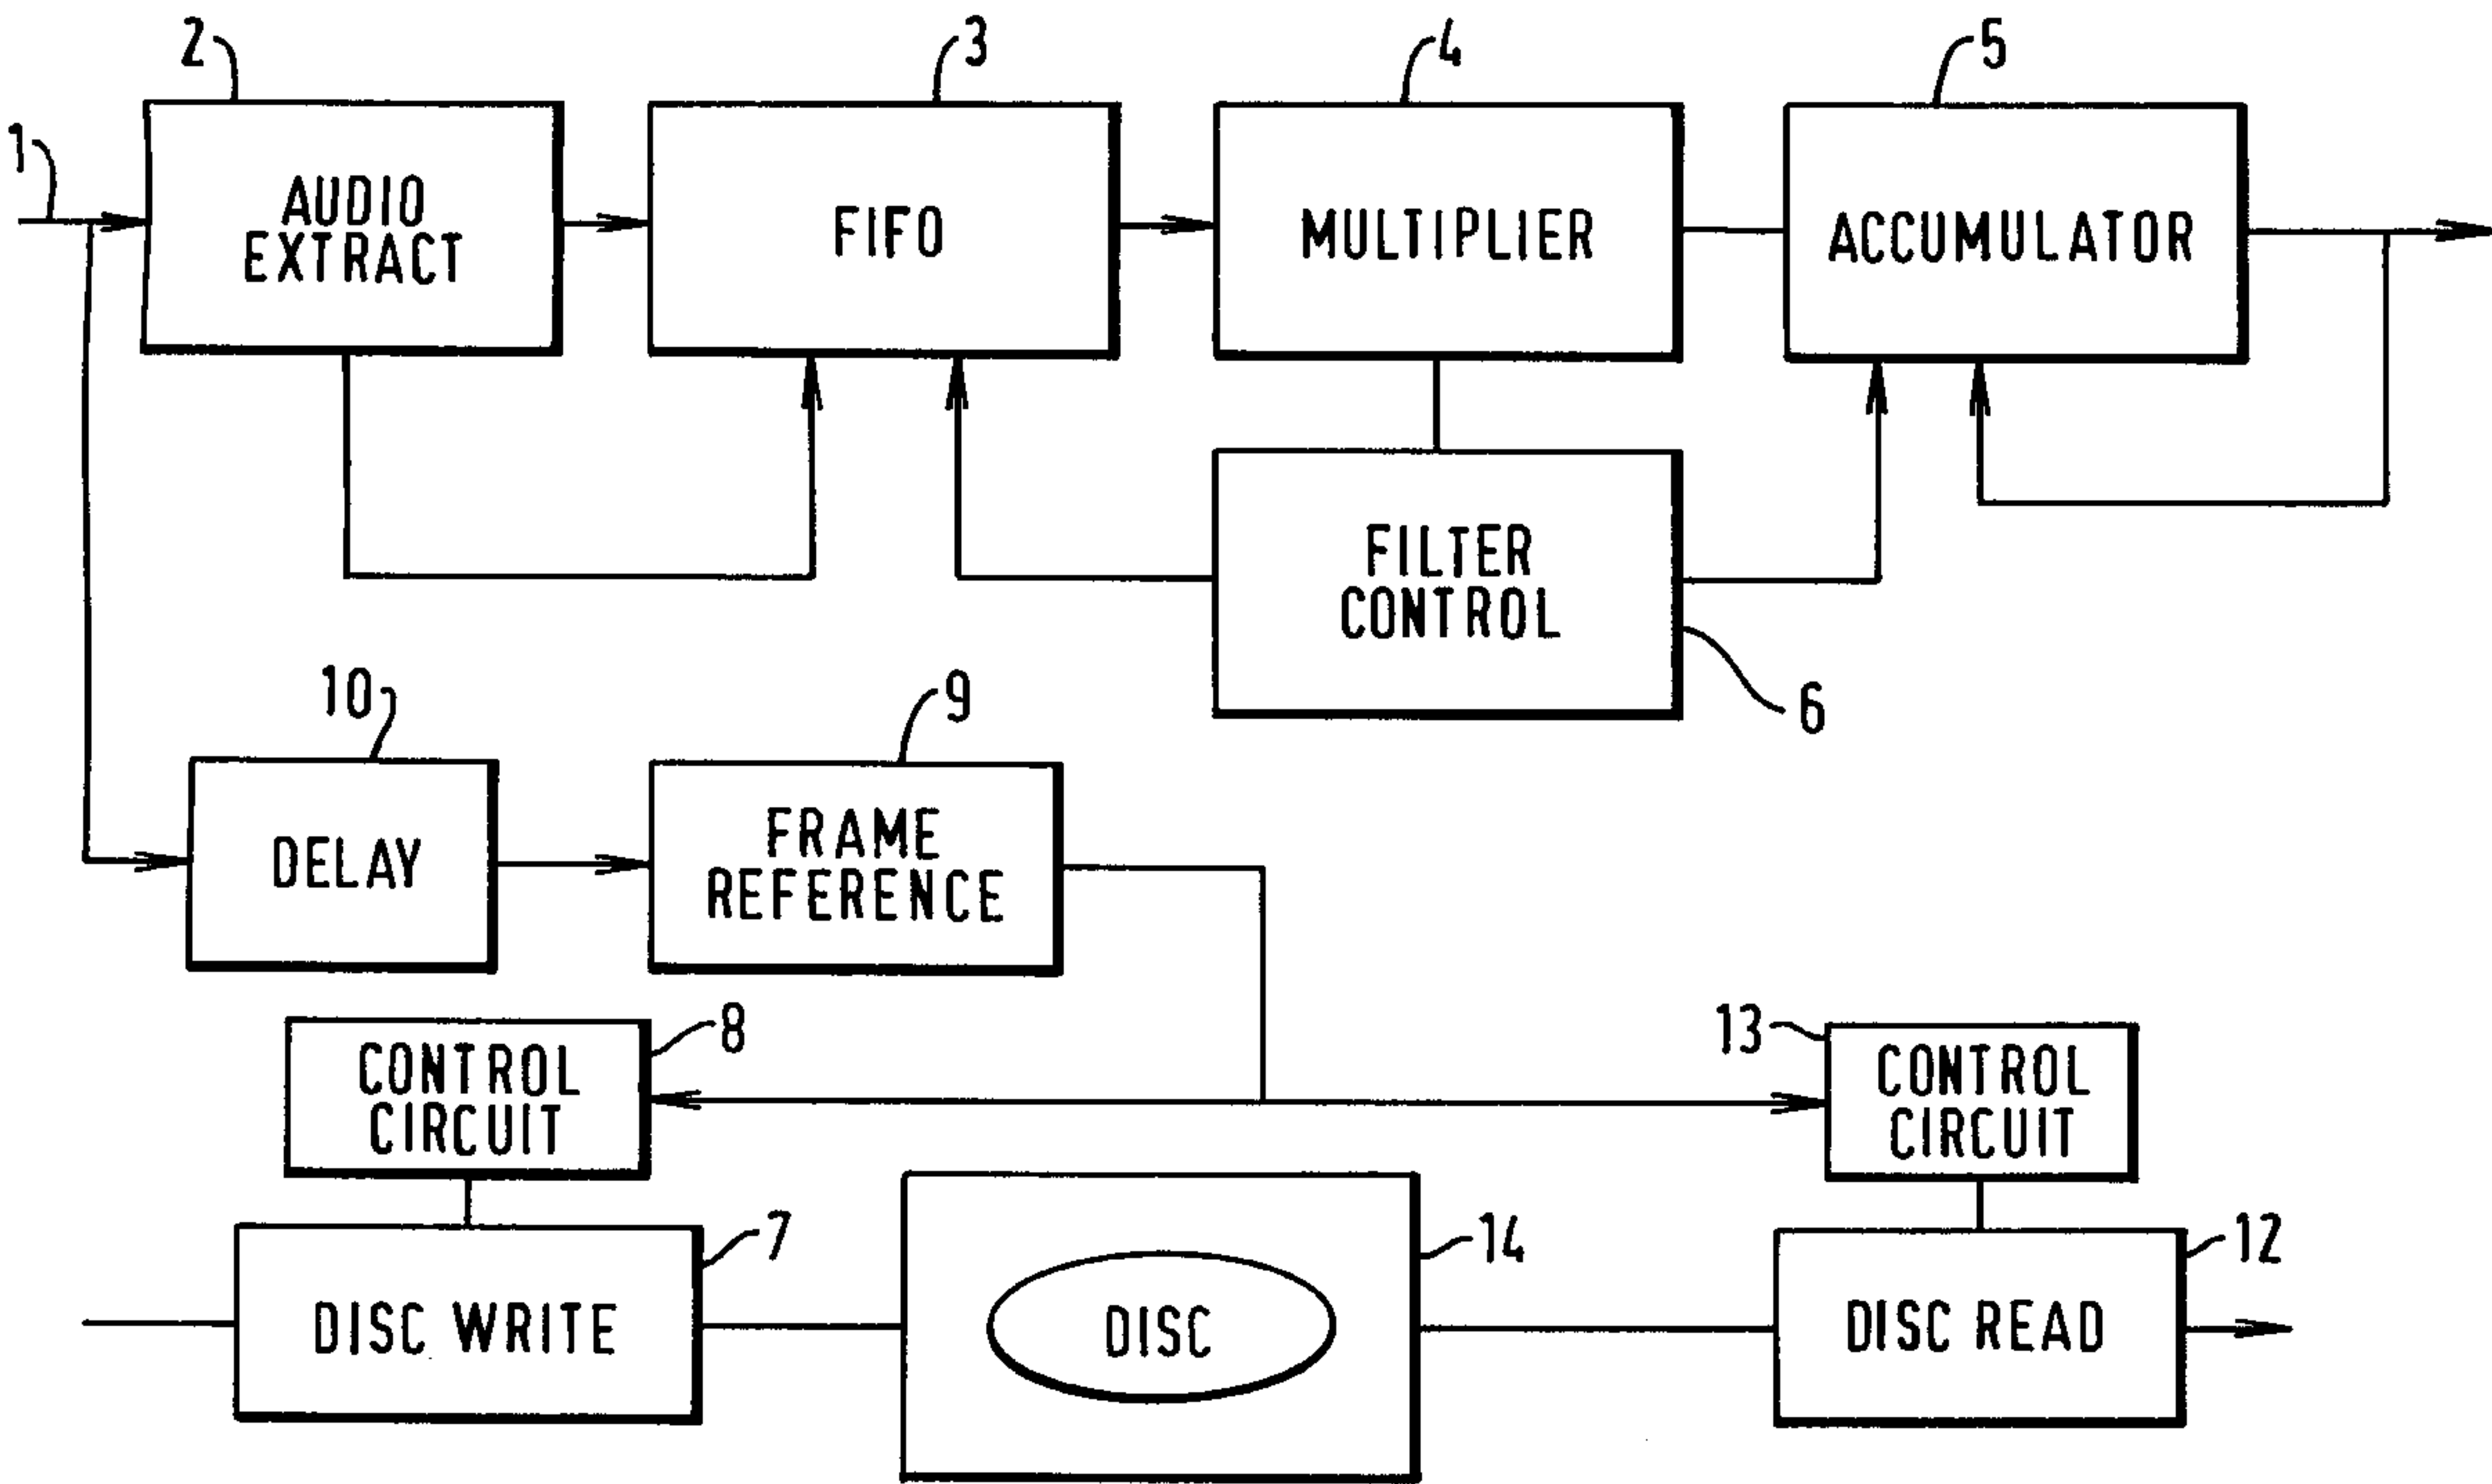 2
3
4
5
1
AUDIO
EXTRACT
FIFO
MULTIPLIER
ACCUMULATOR
FILTER
CONTROL
6
10
9
DELAY
FRAME
REFERENCE
8
13
CONTROL
CIRCUIT
CONTROL
CIRCUIT
7
14
12
DISC WRITE
DISC
DISC READ